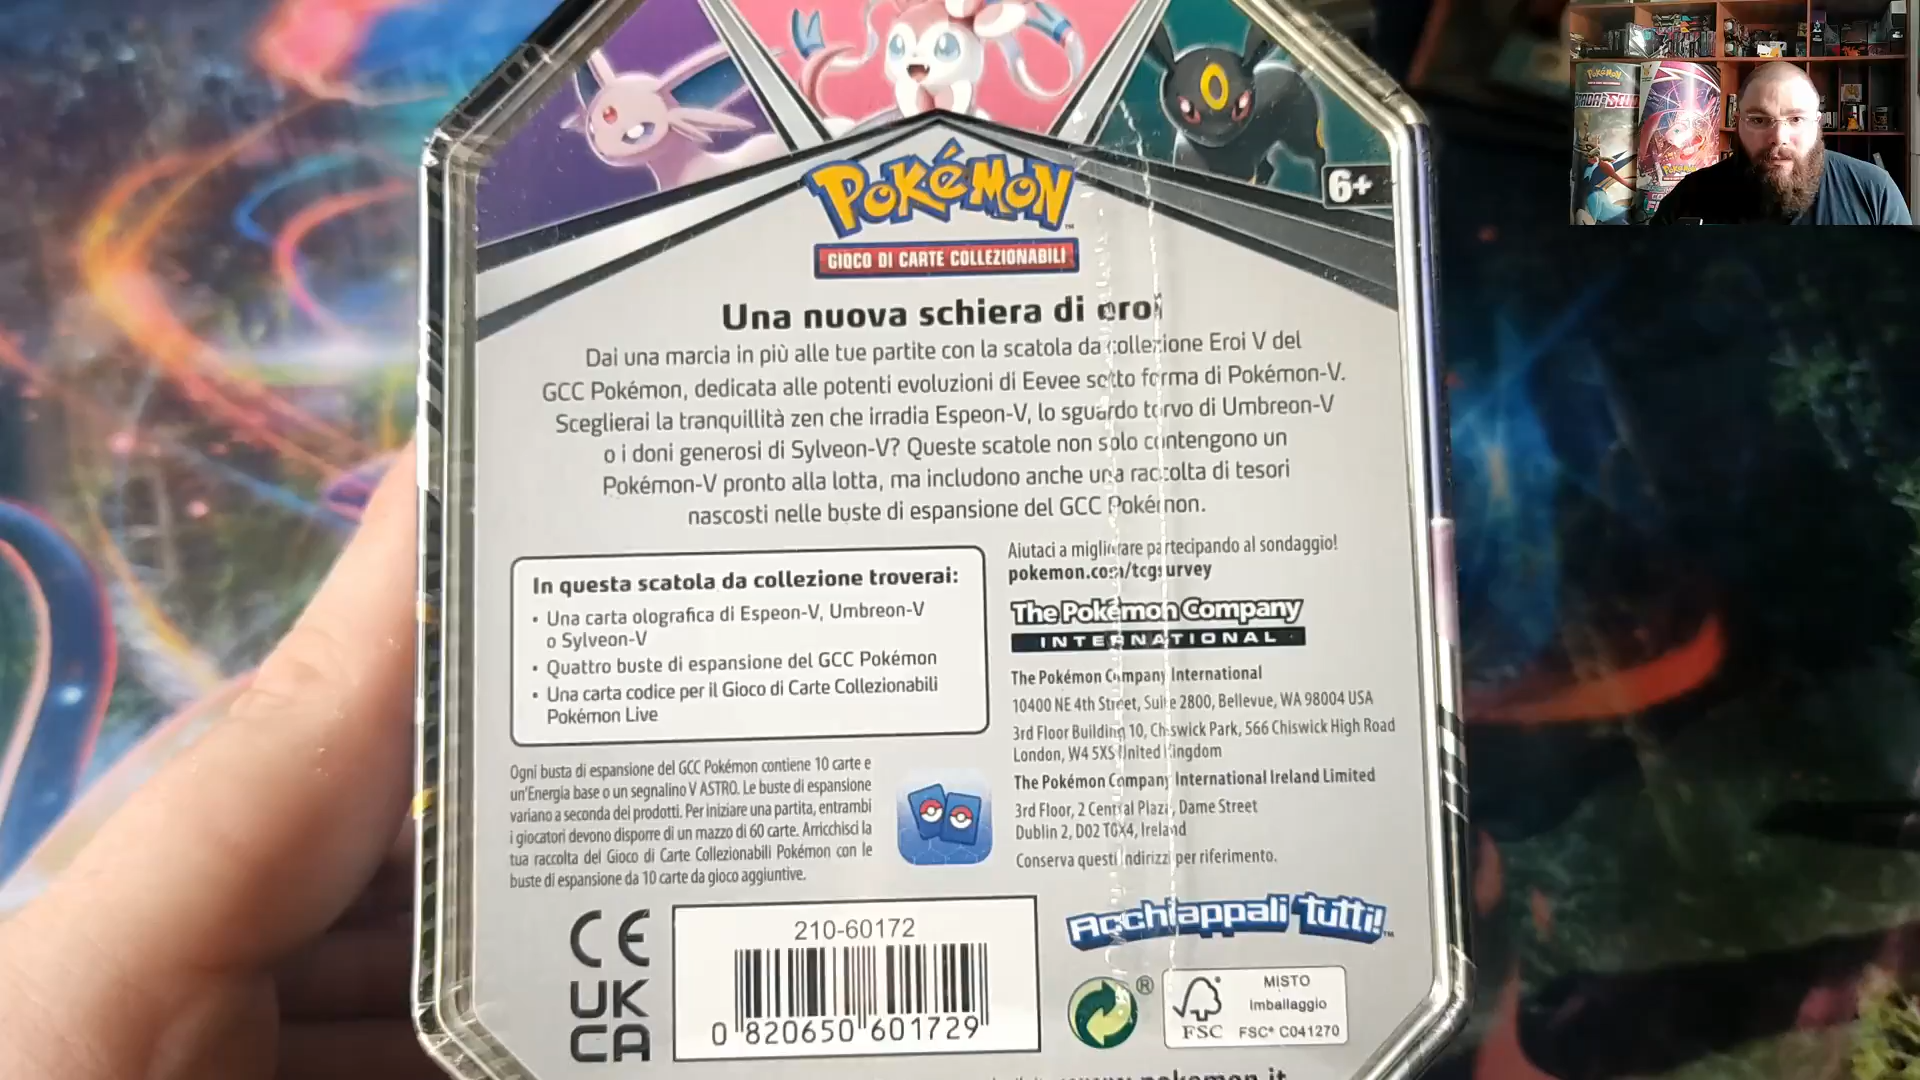 Pokémon
SPADA e SCUDO
6+
POKéMON
GIOCO DI CARTE COLLEZIONABILI
Una nuova schiera di eroi
Dai una marcia in più alle tue partite con la scatola da collezione Eroi V del
GCC Pokémon, dedicata alle potenti evoluzioni di Eevee sotto forma di Pokémon-V.
Sceglierai la tranquillità zen che irradia Espeon-V, lo sguardo torvo di Umbreon-V
o i doni generosi di Sylveon-V? Queste scatole non solo contengono un
Pokémon-V pronto alla lotta, ma includono anche una raccolta di tesori
nascosti nelle buste di espansione del GCC Pokémon.
In questa scatola da collezione troverai:
• Una carta olografica di Espeon-V, Umbreon-V
o Sylveon-V
• Quattro buste di espansione del GCC Pokémon
• Una carta codice per il Gioco di Carte Collezionabili
Pokémon Live
Ogni busta di espansione del GCC Pokémon contiene 10 carte e
un'Energia base o un segnalino V ASTRO. Le buste di espansione
variano a seconda dei prodotti. Per iniziare una partita, entrambi
i giocatori devono disporre di un mazzo di 60 carte. Arricchisci la
tua raccolta del Gioco di Carte Collezionabili Pokémon con le
buste di espansione da 10 carte da gioco aggiuntive.
Aiutaci a migliorare partecipando al sondaggio!
pokemon.com/tcgsurvey
The Pokémon Company
INTERNATIONAL
The Pokémon Company International
10400 NE 4th Street, Suite 2800, Bellevue, WA 98004 USA
3rd Floor Building 10, Chiswick Park, 566 Chiswick High Road
London, W4 5XS United Kingdom
The Pokémon Company International Ireland Limited
3rd Floor, 2 Central Plaza, Dame Street
Dublin 2, D02 T0X4, Ireland
Conserva questi indirizzi per riferimento.
CE
UK
CA
210-60172
0 820650 601729
Acchiappali tutti!™
®
FSC®
MISTO
Imballaggio
FSC® C041270
www.pokemon.it